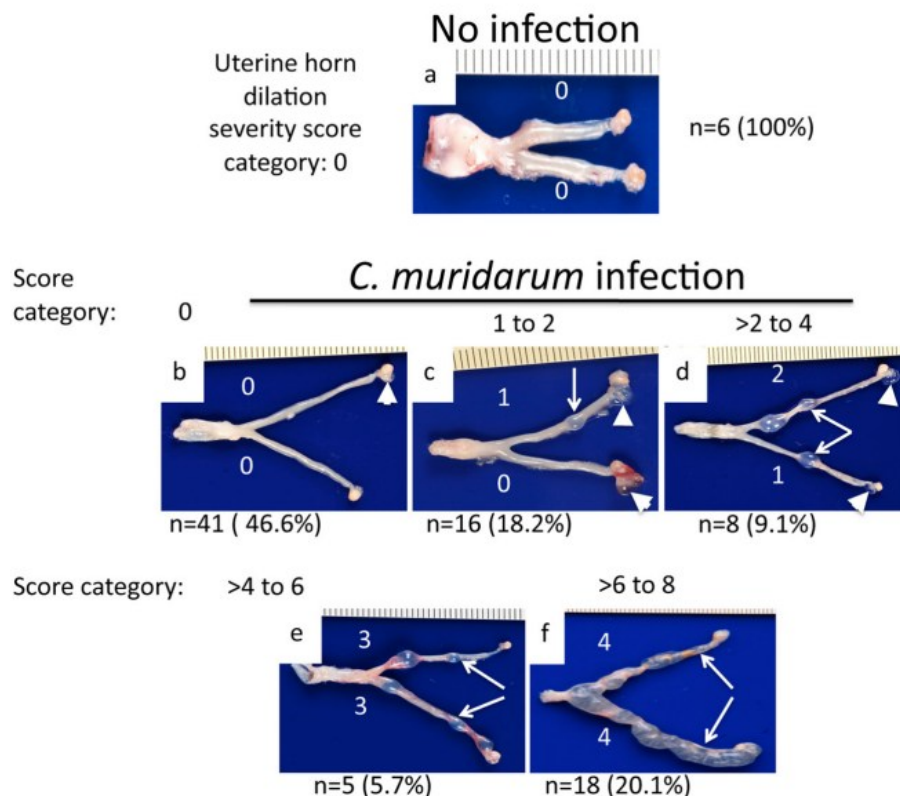 No infection
Uterine horn
dilation
severity score
category: 0
a
0
0
n=6 (100%)
C. muridarum infection
Score
category:
0
1 to 2
>2 to 4
b
0
0
c
1
0
d
2
1
n=41 ( 46.6%)
n=16 (18.2%)
n=8 (9.1%)
Score category:
>4 to 6
>6 to 8
e
3
3
f
4
4
n=5 (5.7%)
n=18 (20.1%)